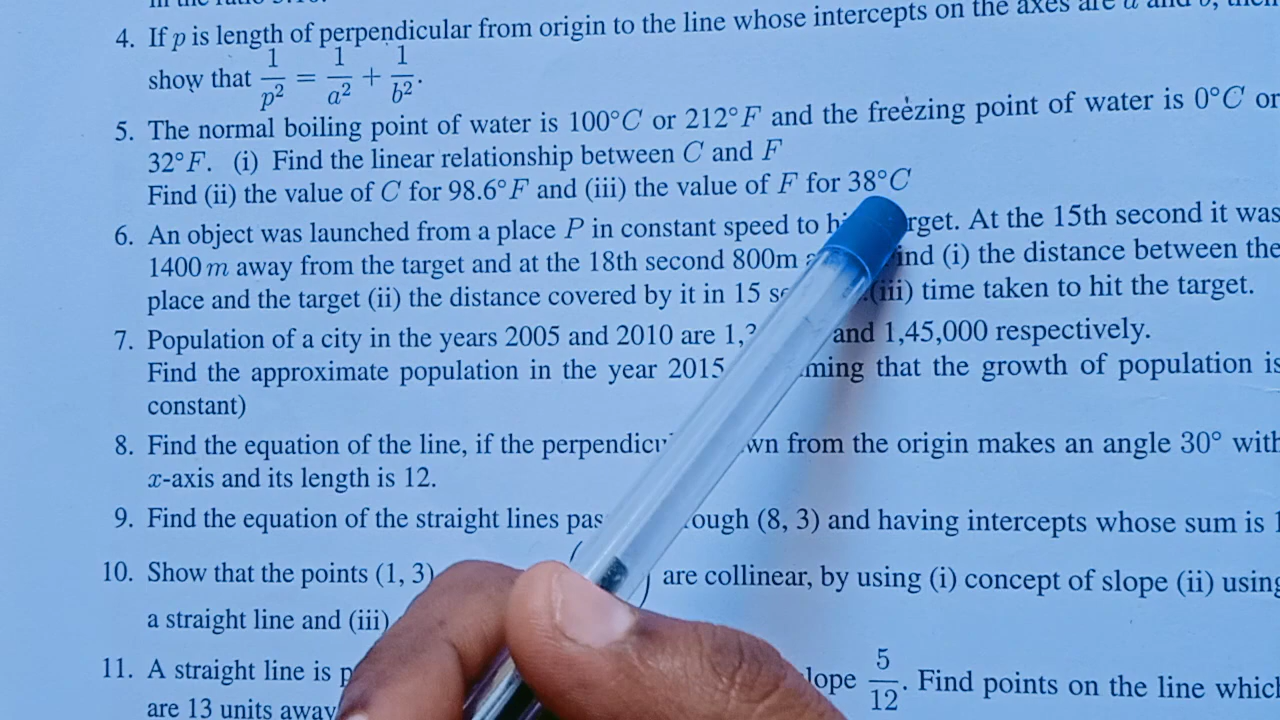 4. If p is length of perpendicular from origin to the line whose intercepts on the axes are a and b, then
show that 1/p² = 1/a² + 1/b².
5. The normal boiling point of water is 100°C or 212°F and the freezing point of water is 0°C or
32°F. (i) Find the linear relationship between C and F
Find (ii) the value of C for 98.6°F and (iii) the value of F for 38°C
6. An object was launched from a place P in constant speed to At the 15th second it was
1400 m away from the target and at the 18th second 800m (i) the distance between the
place and the target (ii) the distance covered by it in 15 (iii) time taken to hit the target.
7. Population of a city in the years 2005 and 2010 are and 1,45,000 respectively.
Find the approximate population in the year 2015 that the growth of population is
constant)
8. Find the equation of the line, if the from the origin makes an angle 30° with
x-axis and its length is 12.
9. Find the equation of the straight lines (8, 3) and having intercepts whose sum is
10. Show that the points (1, 3) are collinear, by using (i) concept of slope (ii) using
a straight line and (iii)
11. A straight line is 5/12. Find points on the line which
are 13 units away